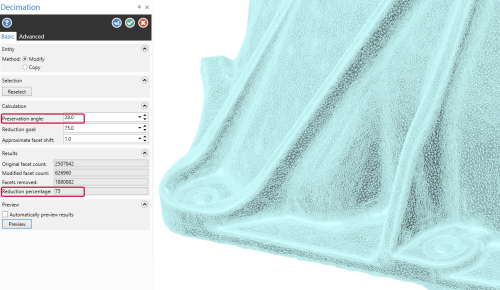 Decimation
Basic Advanced
Entity
Method: Modify
Copy
Selection
Reselect
Calculation
Preservation angle: 28.0
Reduction goal: 75.0
Approximate facet shift: 1.0
Results
Original facet count: 2507842
Modified facet count: 626960
Facets removed: 1880882
Reduction percentage: 75
Preview
Automatically preview results
Preview